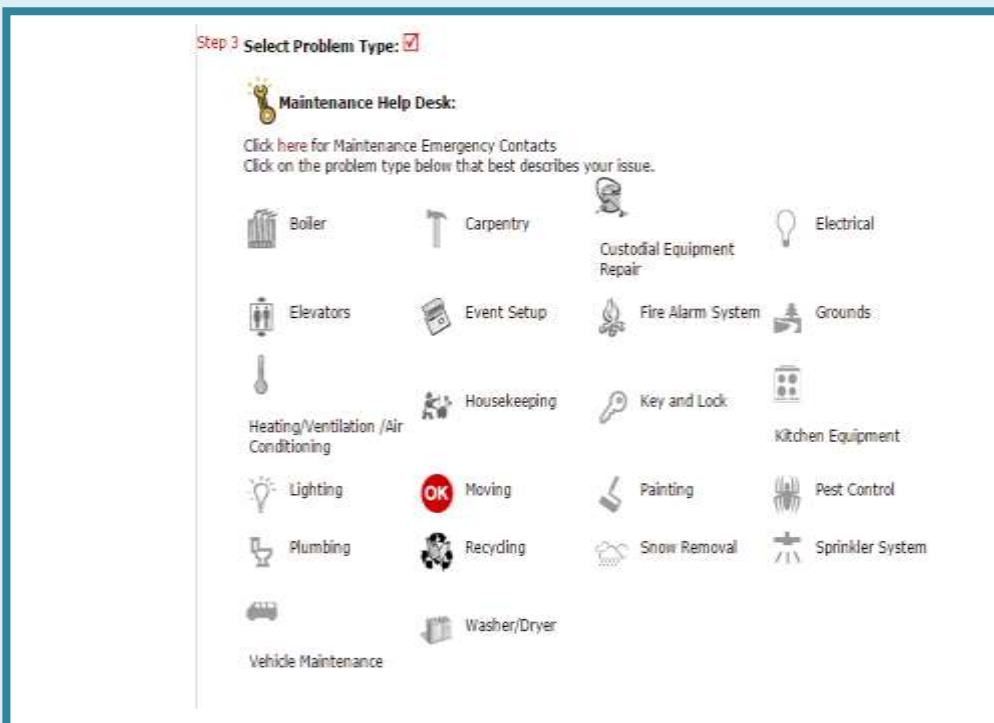 Step 3 Select Problem Type:
Maintenance Help Desk:
Click here for Maintenance Emergency Contacts
Click on the problem type below that best describes your issue.
Boiler
Carpentry
Custodial Equipment
Repair
Electrical
Elevators
Event Setup
Fire Alarm System
Grounds
Heating/Ventilation /Air
Conditioning
Housekeeping
Key and Lock
Kitchen Equipment
Lighting
OK
Moving
Painting
Pest Control
Plumbing
Recycling
Snow Removal
Sprinkler System
Vehicle Maintenance
Washer/Dryer